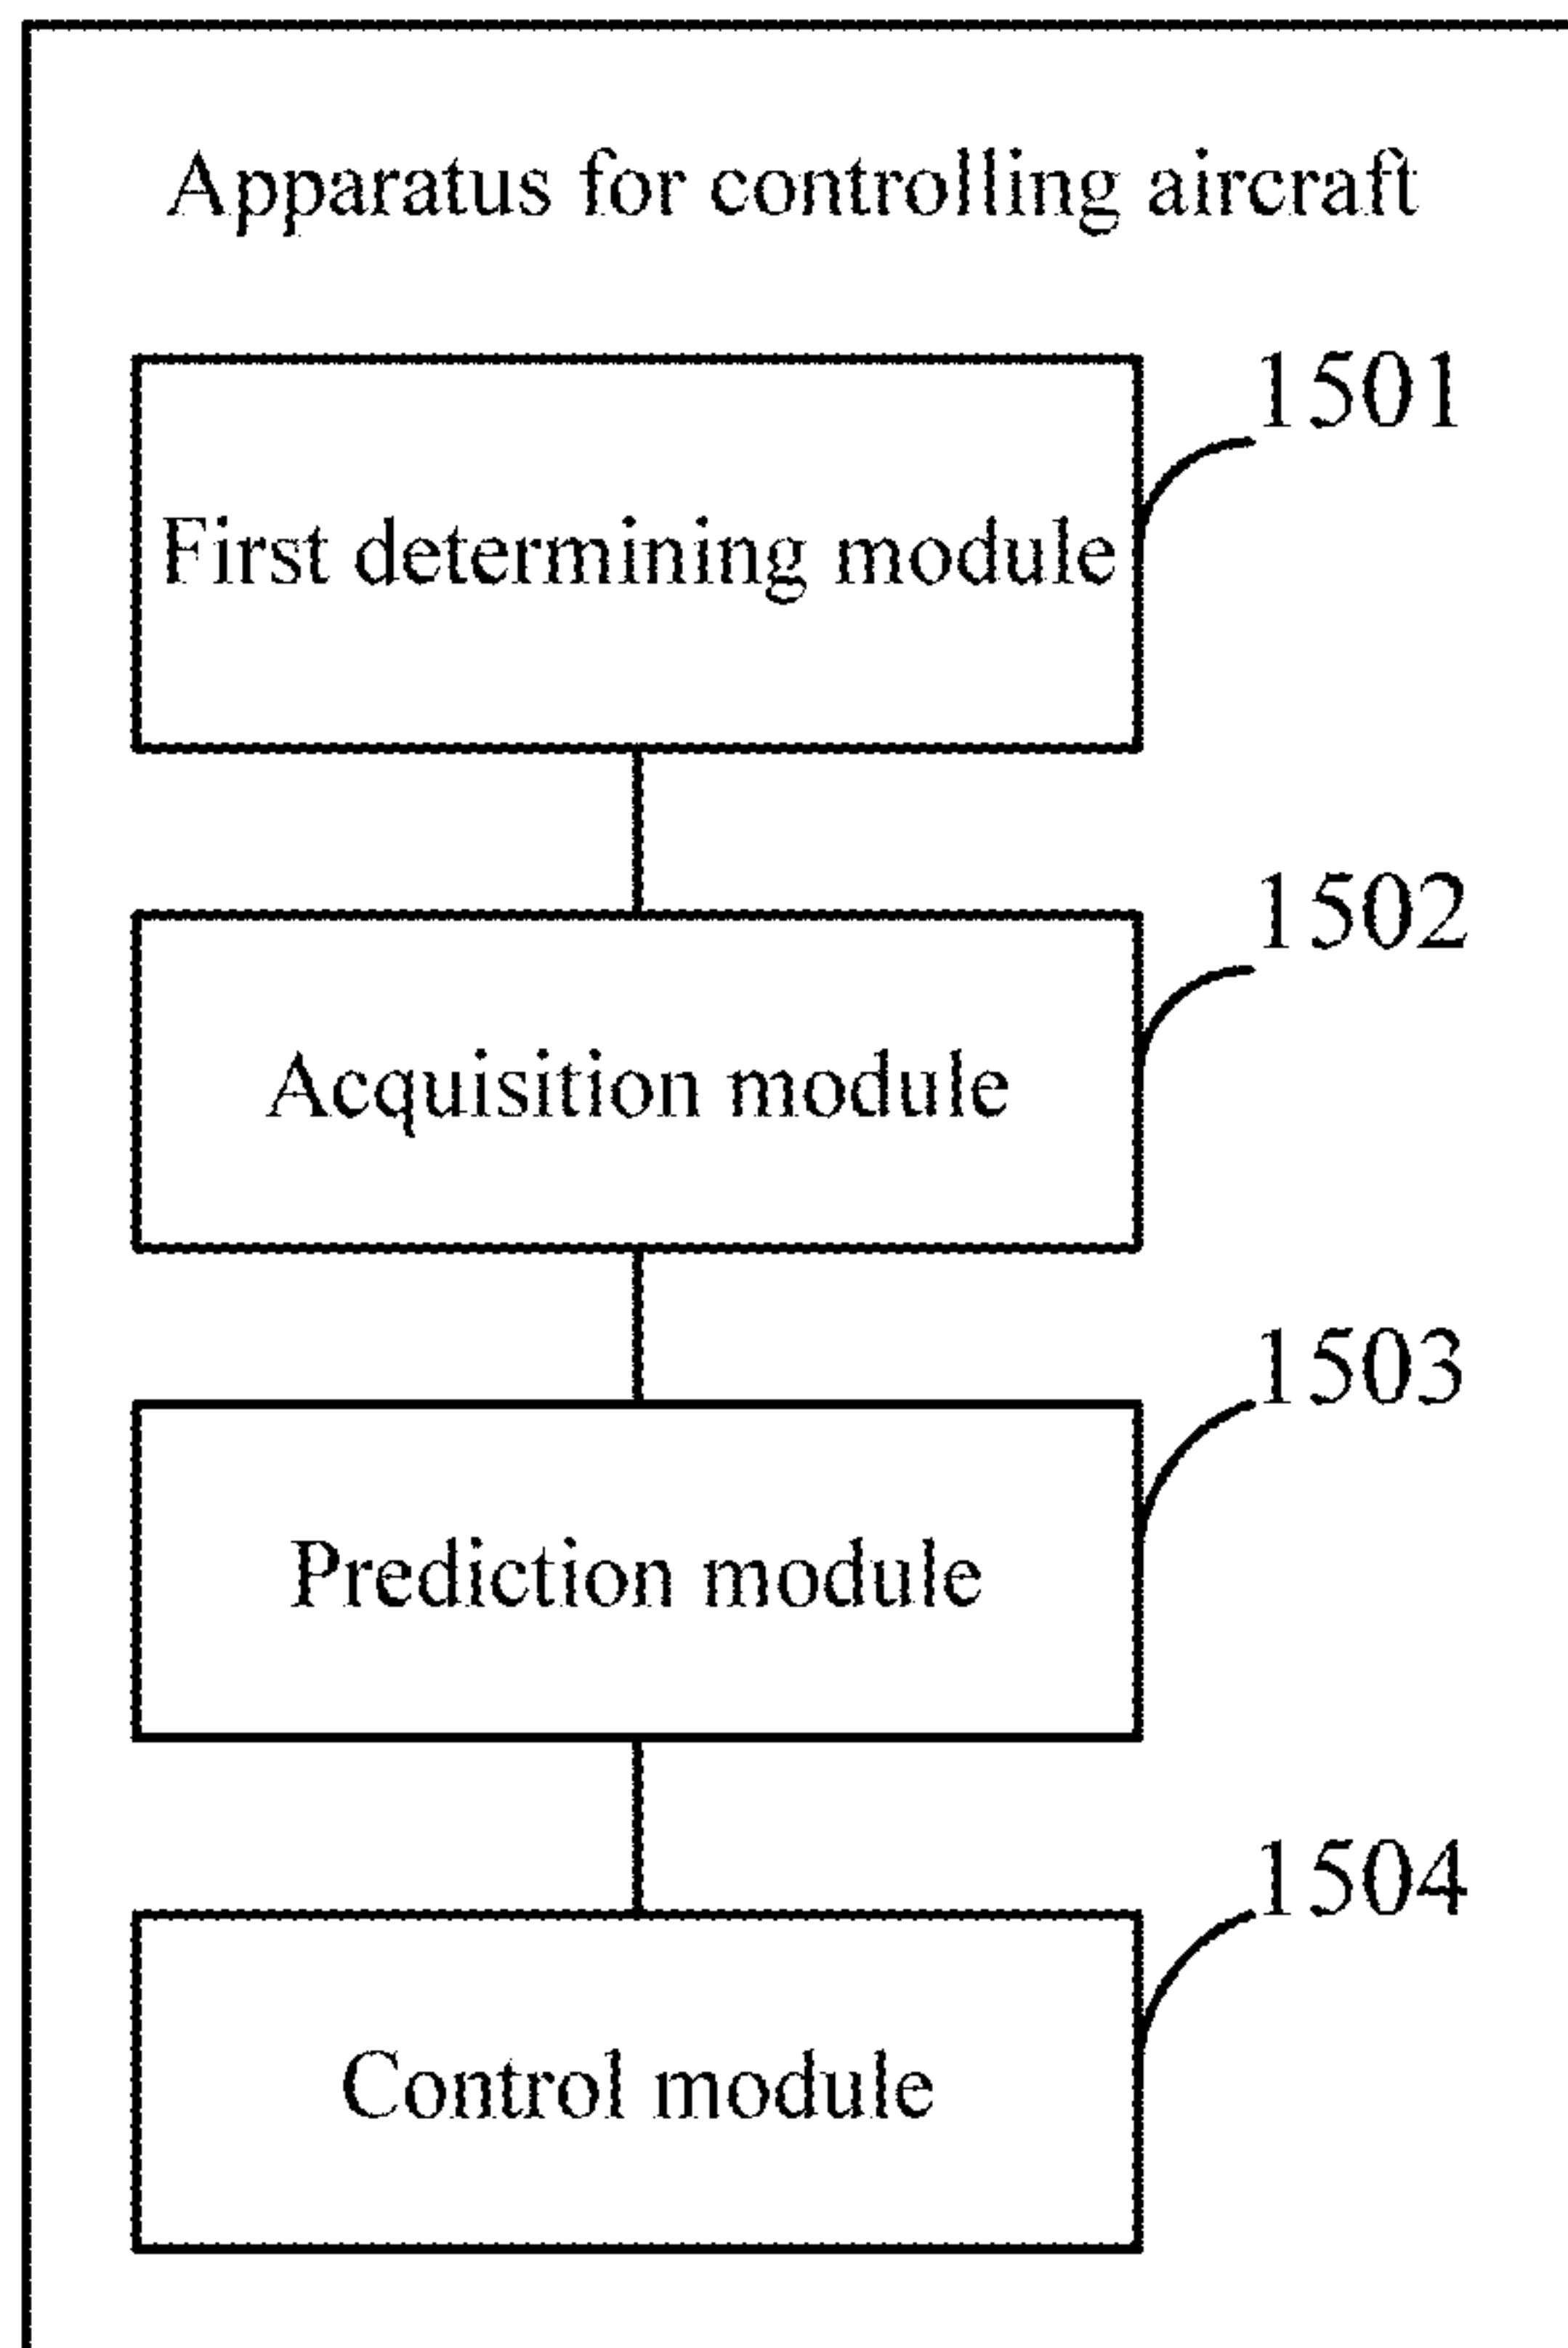 Apparatus for controlling aircraft
1501
First determining module
1502
Acquisition module
1503
Prediction module
1504
Control module